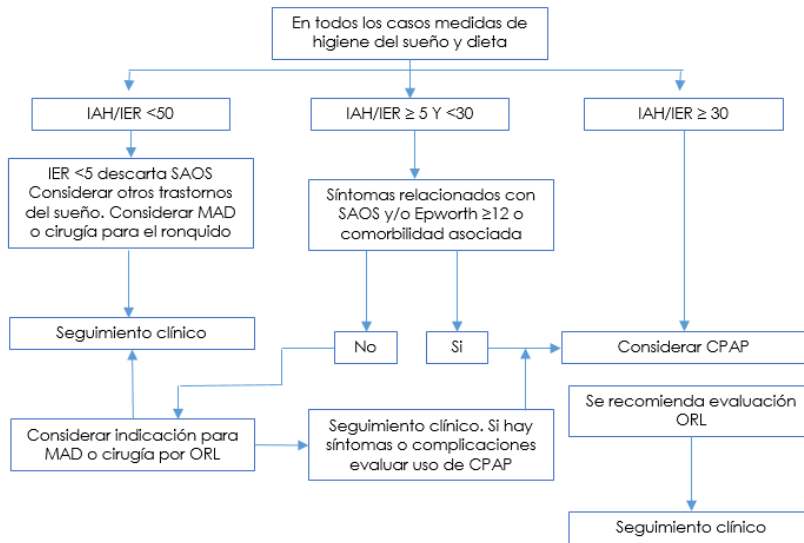 En todos los casos medidas de
higiene del sueño y dieta
IAH/IER <50
IAH/IER ≥ 5 Y <30
IAH/IER ≥ 30
IER <5 descarta SAOS
Considerar otros trastornos
del sueño. Considerar MAD
o cirugía para el ronquido
Síntomas relacionados con
SAOS y/o Epworth ≥12 o
comorbilidad asociada
Seguimiento clínico
No
Si
Considerar CPAP
Considerar indicación para
MAD o cirugía por ORL
Seguimiento clínico. Si hay
síntomas o complicaciones
evaluar uso de CPAP
Se recomienda evaluación
ORL
Seguimiento clínico